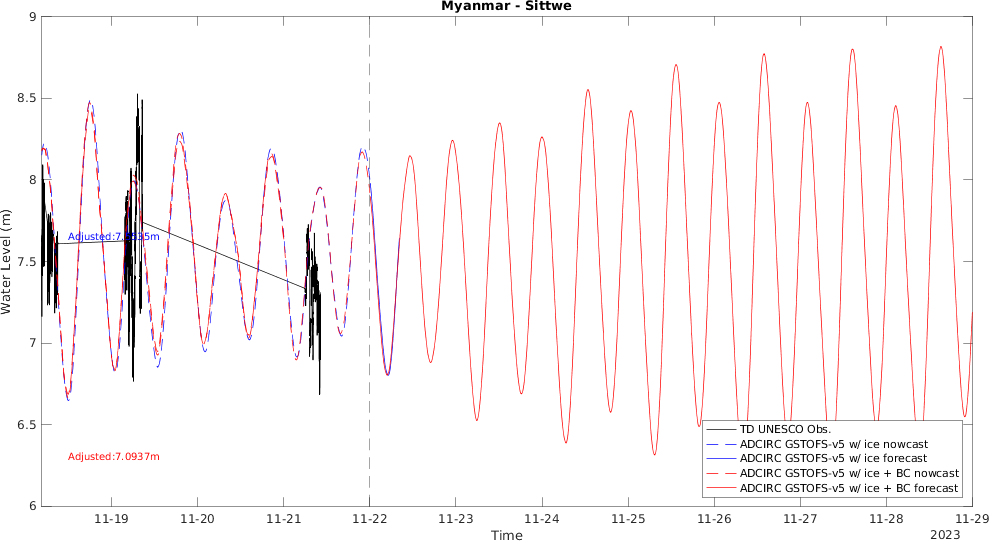 Myanmar - Sittwe
Water Level (m)
9
8.5
8
7.5
7
6.5
6
Adjusted:7.0937m
11-19
11-20
11-21
11-22
11-23
11-24
11-25
11-26
11-27
11-28
11-29
Time
2023
TD UNESCO Obs.
ADCIRC GSTOFS-v5 w/ ice nowcast
ADCIRC GSTOFS-v5 w/ ice forecast
ADCIRC GSTOFS-v5 w/ ice + BC nowcast
ADCIRC GSTOFS-v5 w/ ice + BC forecast